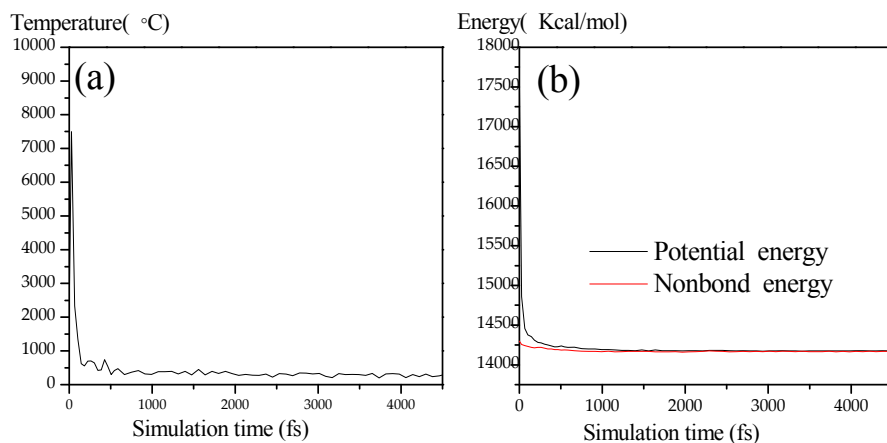 Temperature( °C)
(a)
10000
9000
8000
7000
6000
5000
4000
3000
2000
1000
0
0 1000 2000 3000 4000
Simulation time (fs)
Energy( Kcal/mol)
(b)
18000
17500
17000
16500
16000
15500
15000
14500
14000
Potential energy
Nonbond energy
0 1000 2000 3000 4000
Simulation time (fs)